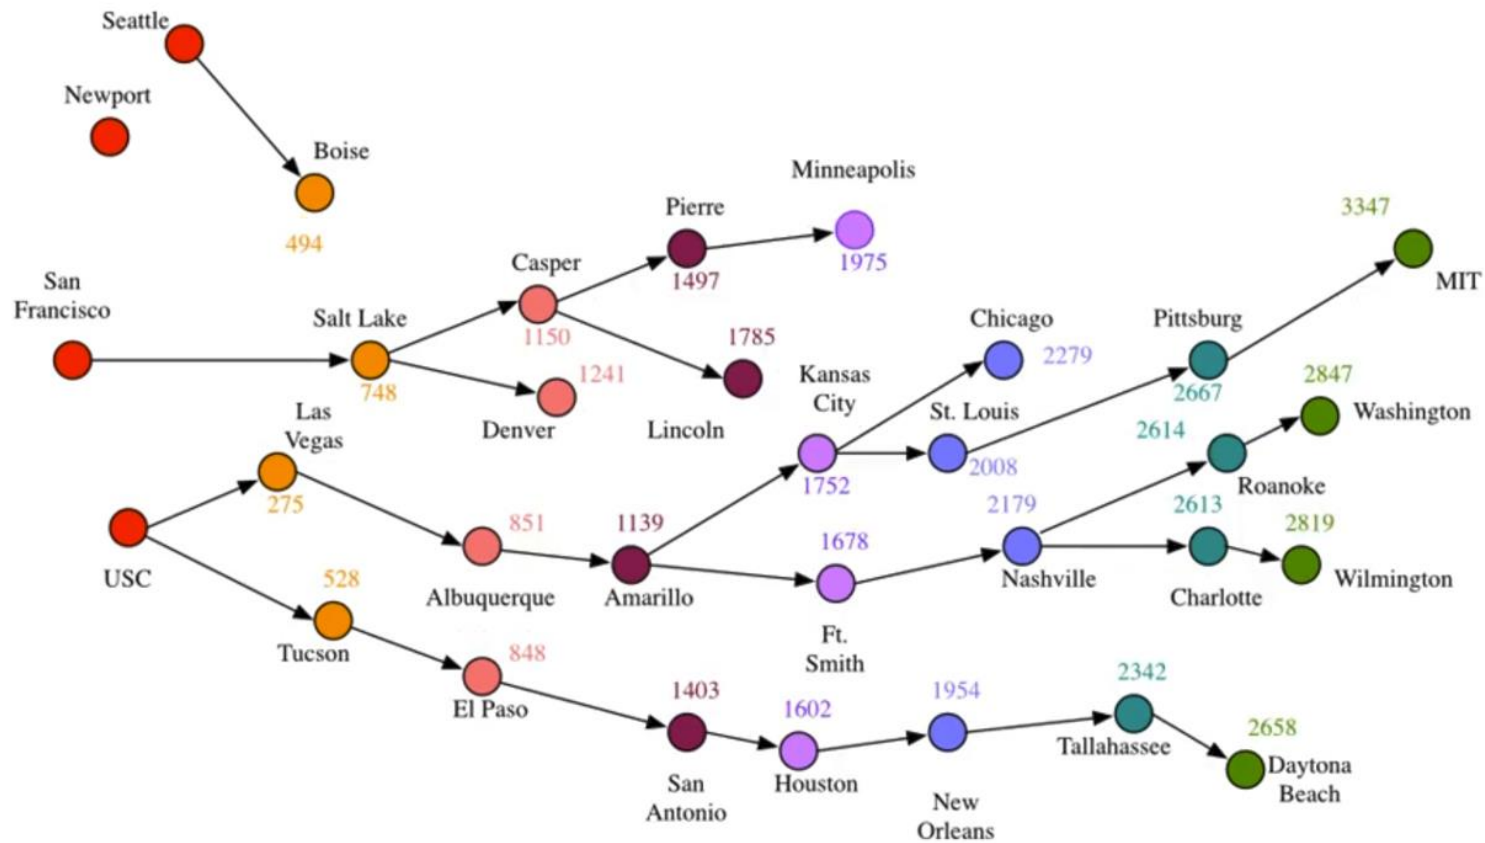 Seattle
Newport
Boise
494
Minneapolis
Pierre
3347
1975
Casper
1497
San
Francisco
MIT
Salt Lake
Chicago
Pittsburg
1150
1785
2279
748
1241
Kansas
City
2667
2847
Las
Vegas
Denver
Lincoln
St. Louis
Washington
2614
2008
275
1752
Roanoke
851
1139
2179
2613
2819
1678
USC
528
Albuquerque
Amarillo
Nashville
Charlotte
Wilmington
Tucson
848
Ft.
Smith
2342
El Paso
1403
1602
1954
2658
Tallahassee
San
Antonio
Houston
New
Orleans
Daytona
Beach